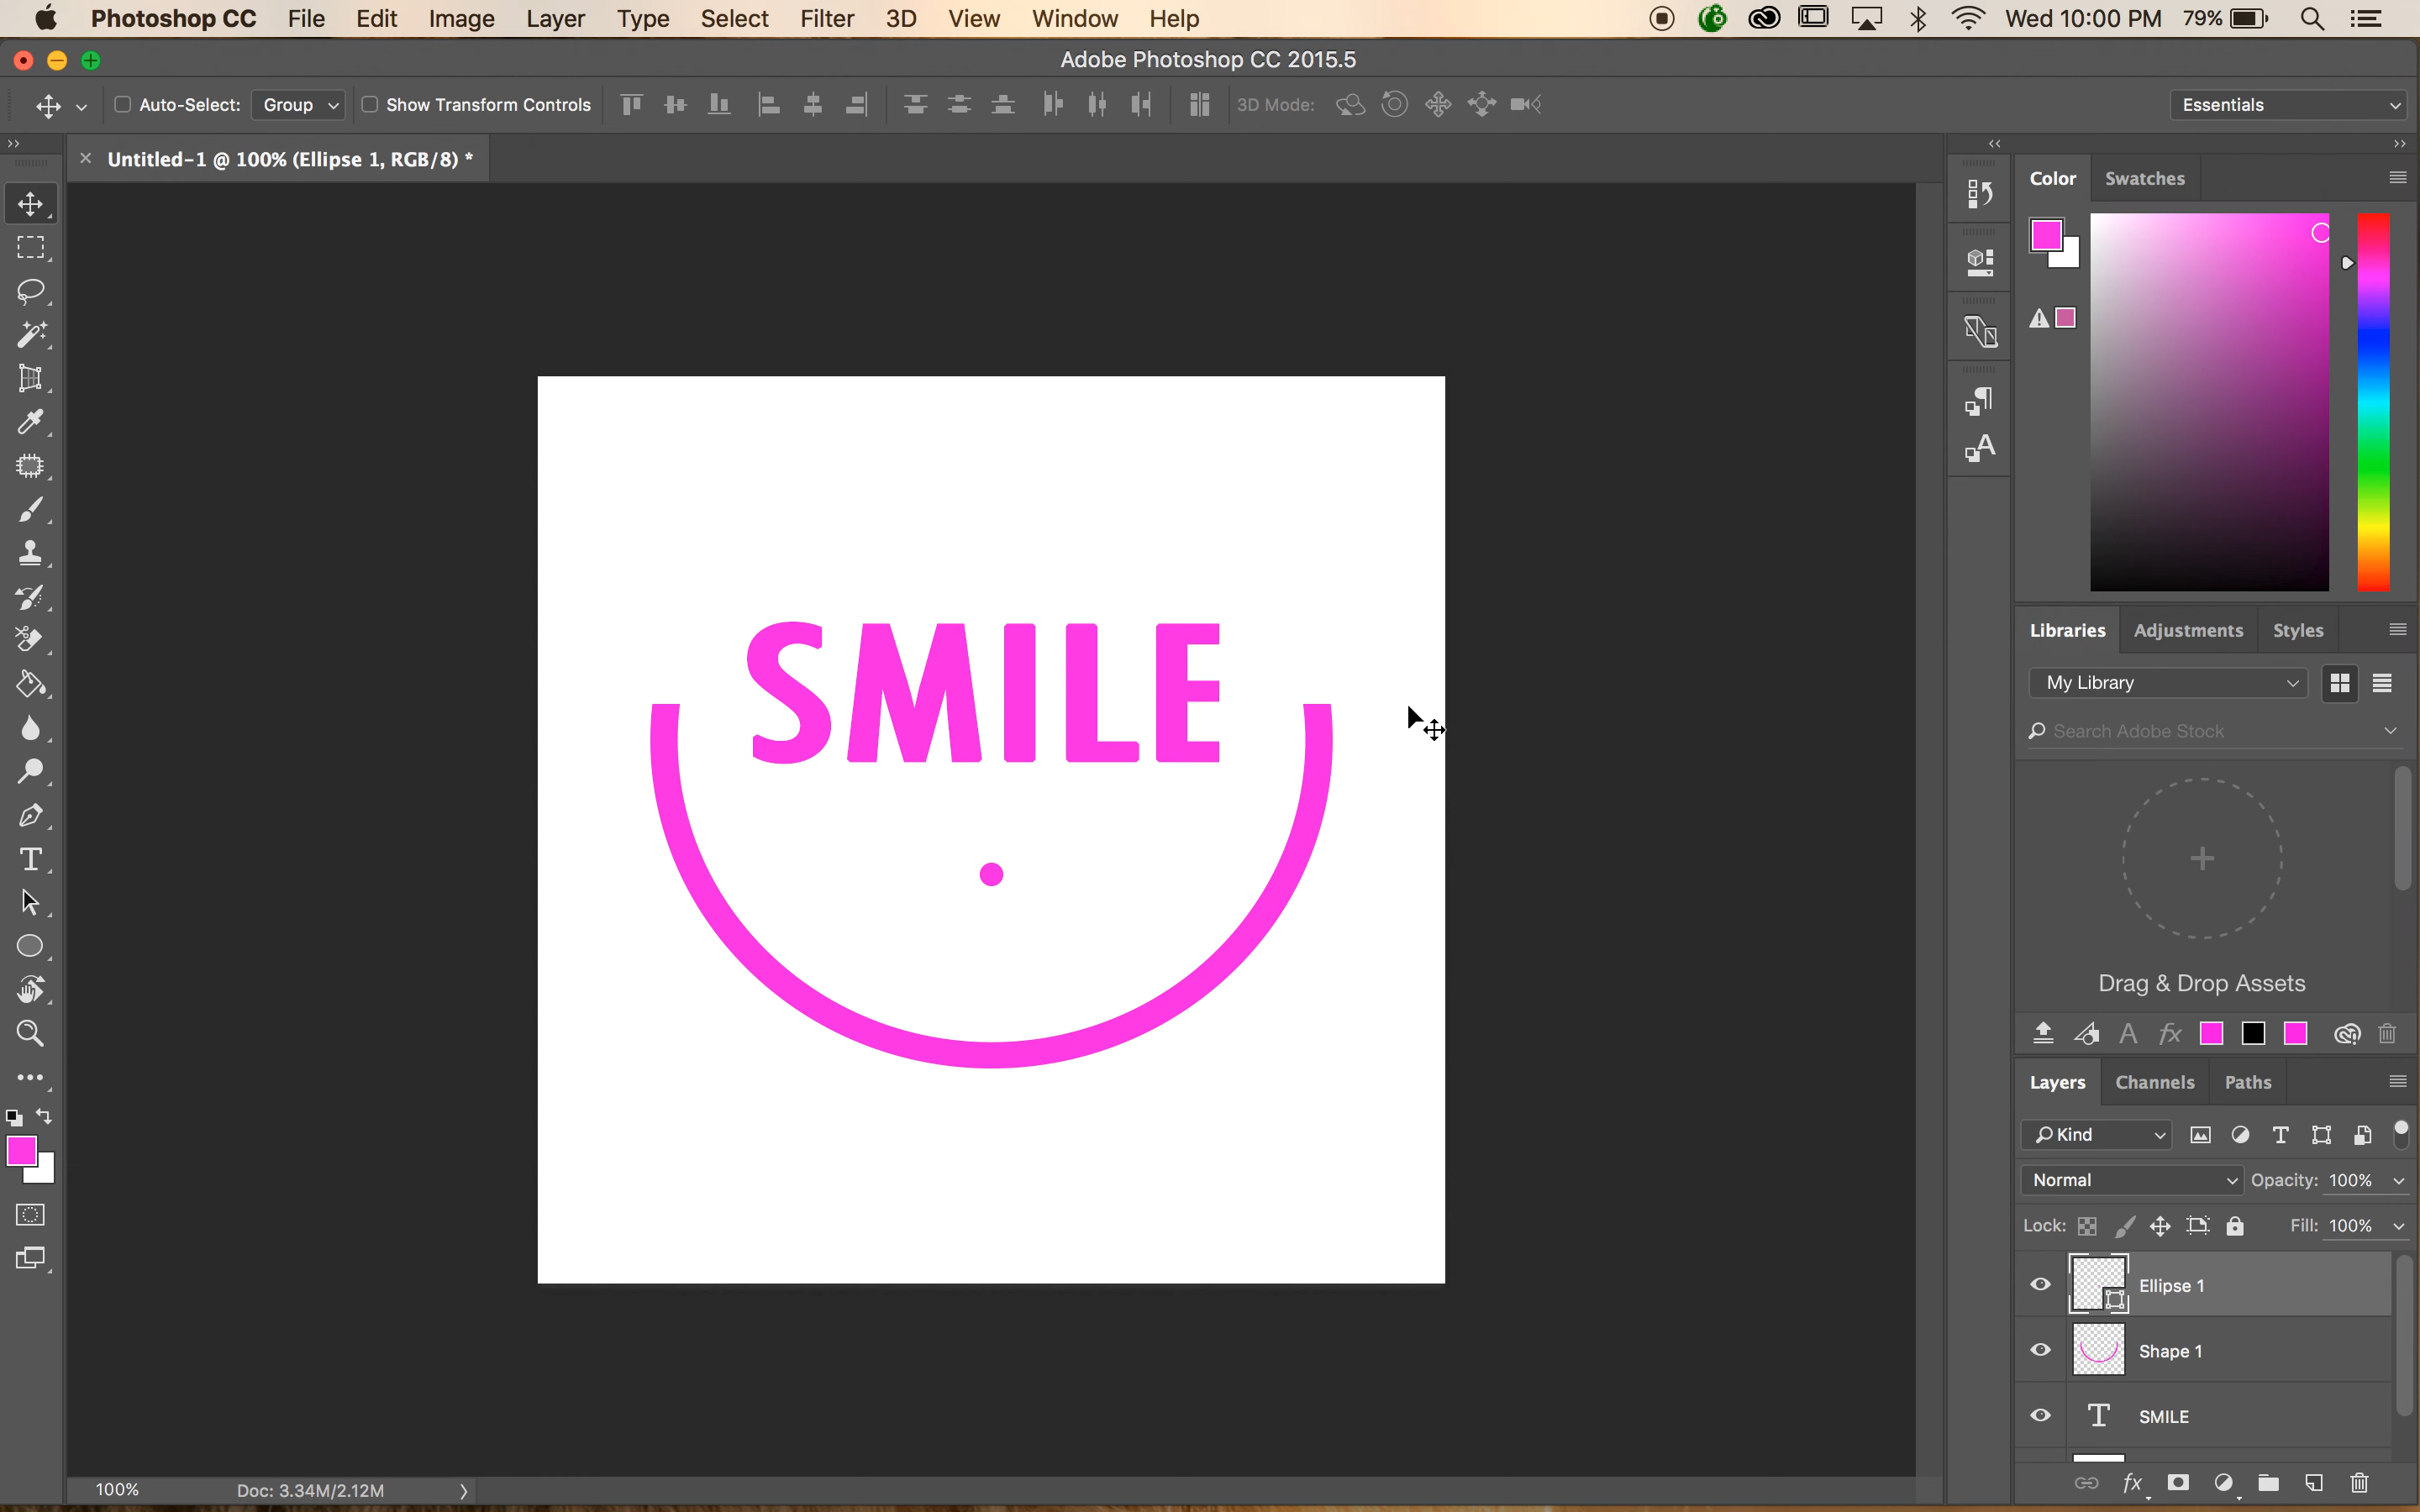 Photoshop CC File Edit Image Layer Type Select Filter 3D View Window Help Wed 10:00 PM 79%
Adobe Photoshop CC 2015.5
Auto-Select: Group Show Transform Controls 3D Mode: Essentials
Untitled-1 @ 100% (Ellipse 1, RGB/8) *
Color Swatches
SMILE
Libraries Adjustments Styles
My Library
Search Adobe Stock
Drag & Drop Assets
Layers Channels Paths
Kind
Normal Opacity: 100%
Lock: Fill: 100%
Ellipse 1
Shape 1
SMILE
100% Doc: 3.34M/2.12M